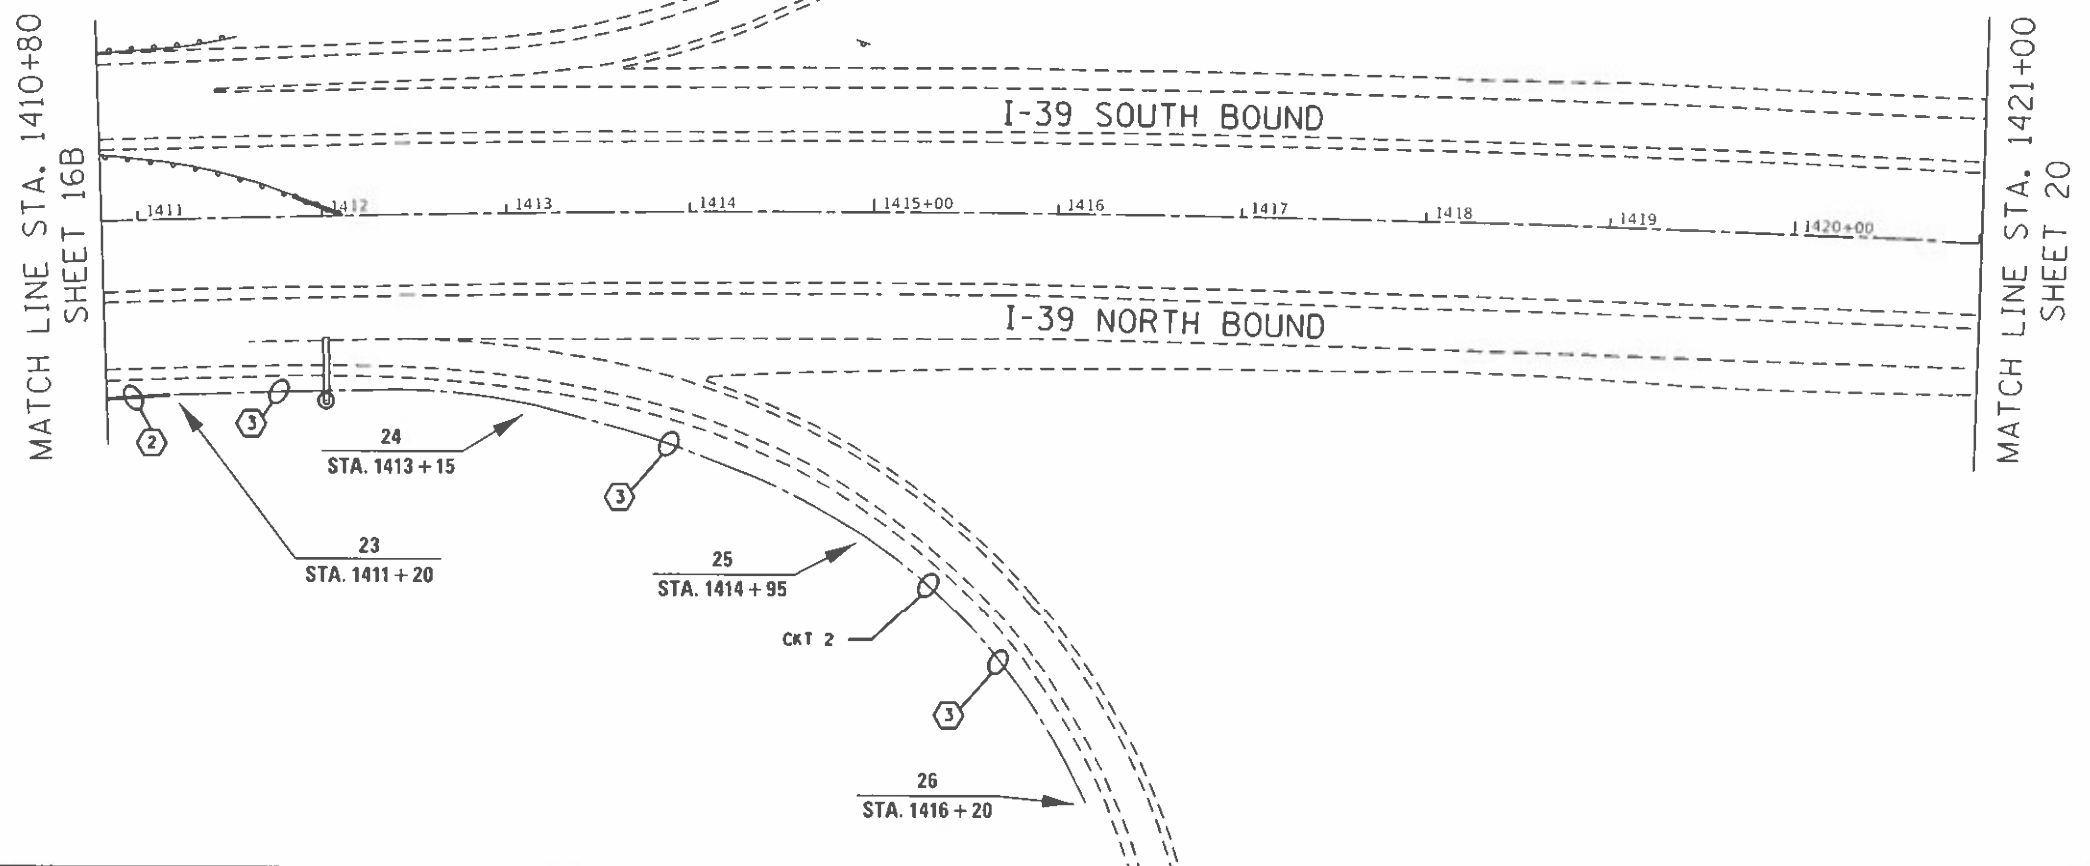 MATCH LINE STA. 1410+80
SHEET 16B
I-39 SOUTH BOUND
1411
1412
1413
1414
1415+00
1416
1417
1418
1419
1420+00
I-39 NORTH BOUND
MATCH LINE STA. 1421+00
SHEET 20
2
3
24
STA. 1413+15
3
23
STA. 1411+20
25
STA. 1414+95
CKT 2
3
26
STA. 1416+20